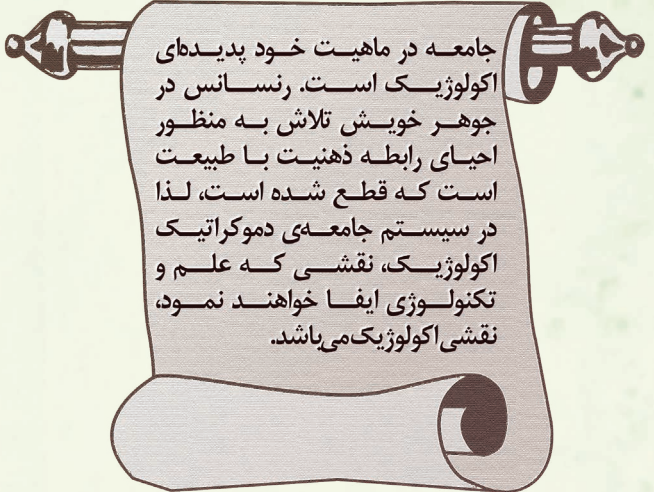 جامعه در ماهیت خود پدیده‌ای
اکولوژیک است. رنسانس در
جوهر خویش تلاش به منظور
احیای رابطه ذهنیت با طبیعت
است که قطع شده است، لذا
در سیستم جامعه‌ی دموکراتیک
اکولوژیک، نقشی که علم و
تکنولوژی ایفا خواهند نمود،
نقشی اکولوژیک می‌باشد.